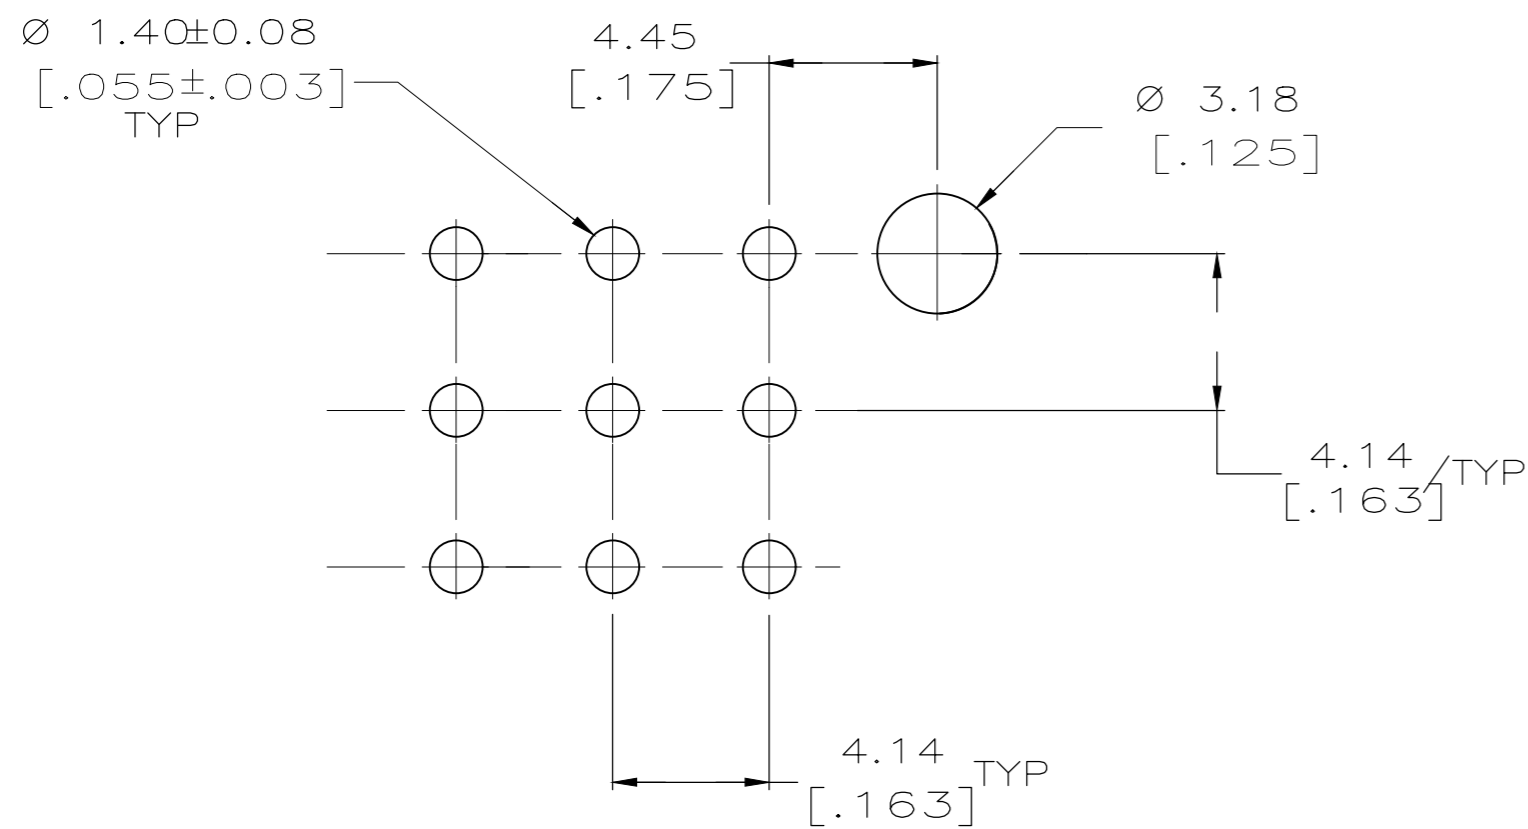 Ø 1.40±0.08
[.055±.003]
TYP
4.45
[.175]
Ø 3.18
[.125]
4.14
[.163]
TYP
4.14
[.163]
TYP